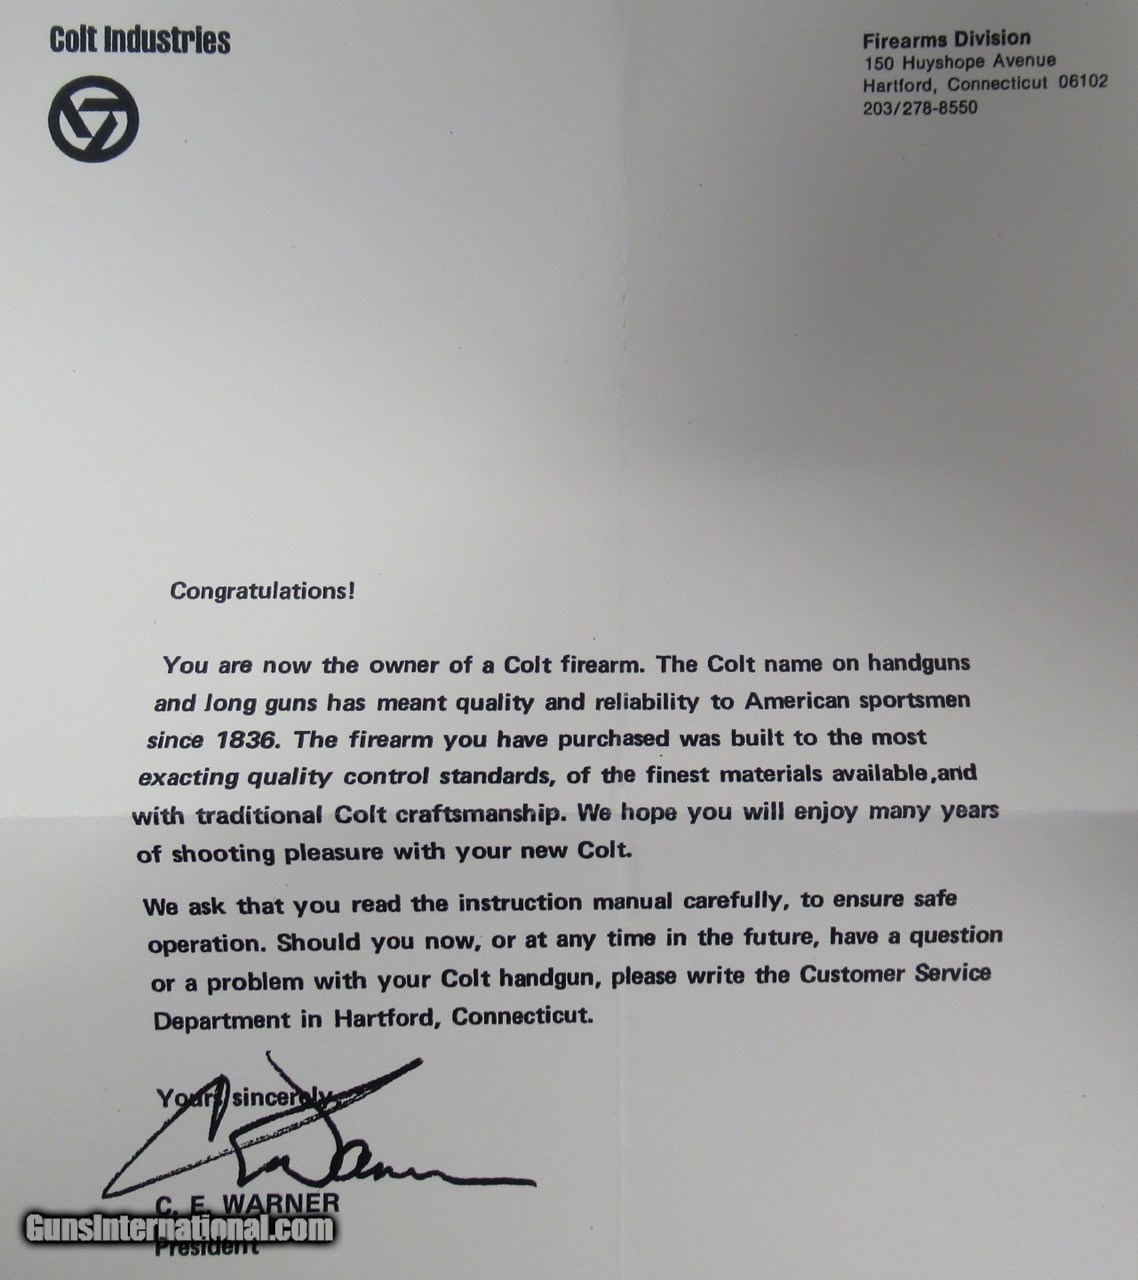 Colt Industries
Firearms Division
150 Huyshope Avenue
Hartford, Connecticut 06102
203/278-8550
Congratulations!
You are now the owner of a Colt firearm. The Colt name on handguns
and long guns has meant quality and reliability to American sportsmen
since 1836. The firearm you have purchased was built to the most
exacting quality control standards, of the finest materials available,and
with traditional Colt craftsmanship. We hope you will enjoy many years
of shooting pleasure with your new Colt.
We ask that you read the instruction manual carefully, to ensure safe
operation. Should you now, or at any time in the future, have a question
or a problem with your Colt handgun, please write the Customer Service
Department in Hartford, Connecticut.
Yours sincerely,
C. E. Warner
C. E. WARNER
GunsInternational.com
President